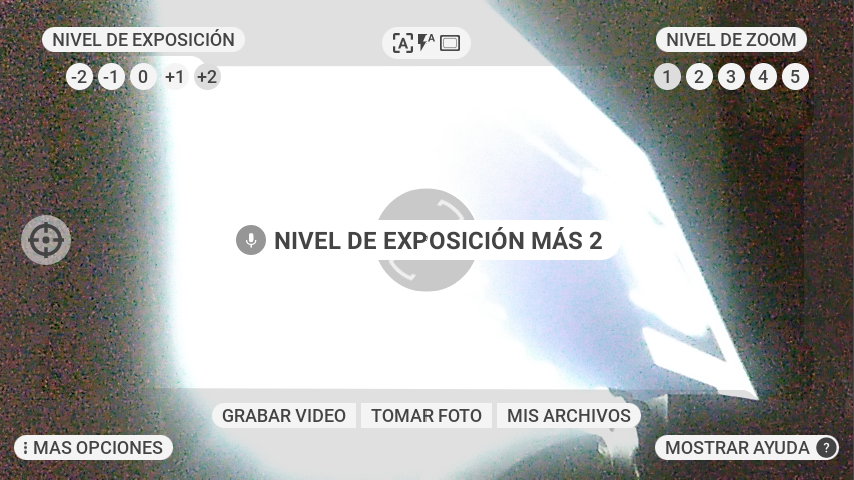 NIVEL DE EXPOSICIÓN
-2 -1 0 +1 +2
A A
NIVEL DE ZOOM
1 2 3 4 5
NIVEL DE EXPOSICIÓN MÁS 2
GRABAR VIDEO TOMAR FOTO MIS ARCHIVOS
MAS OPCIONES
MOSTRAR AYUDA ?